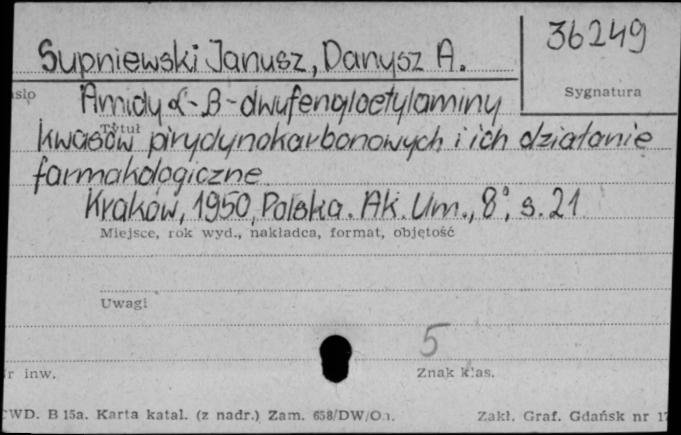 36249
Supniewski Janusz, Danysz A.
Sygnatura
Amidy α-β-dwufenyloetylaminy
Tytuł
kwasów pirydynokarbonowych i ich działanie
farmakologiczne
Kraków, 1950, Polska. Ak. Um., 8°, s. 21
Miejsce, rok wyd., nakładca, format, objętość
Uwagi
5
r inw.
Znak klas.
WD. B 15a. Karta katal. (z nadr.) Zam. 658/DW/
Zakł. Graf. Gdańsk nr 17